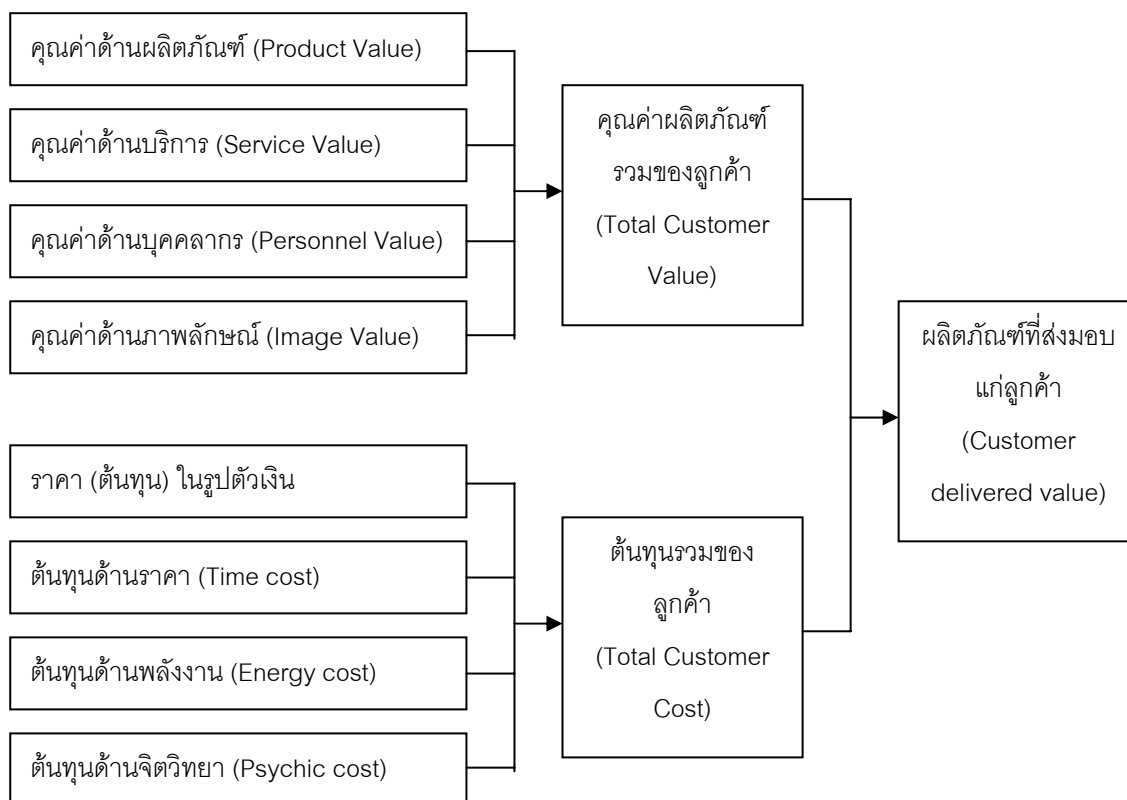 คุณค่าด้านผลิตภัณฑ์ (Product Value)
คุณค่าด้านบริการ (Service Value)
คุณค่าด้านบุคคลากร (Personnel Value)
คุณค่าด้านภาพลักษณ์ (Image Value)
คุณค่าผลิตภัณฑ์
รวมของลูกค้า
(Total Customer
Value)
ราคา (ต้นทุน) ในรูปตัวเงิน
ต้นทุนด้านราคา (Time cost)
ต้นทุนด้านพลังงาน (Energy cost)
ต้นทุนด้านจิตวิทยา (Psychic cost)
ต้นทุนรวมของ
ลูกค้า
(Total Customer
Cost)
ผลิตภัณฑ์ที่ส่งมอบ
แก่ลูกค้า
(Customer
delivered value)